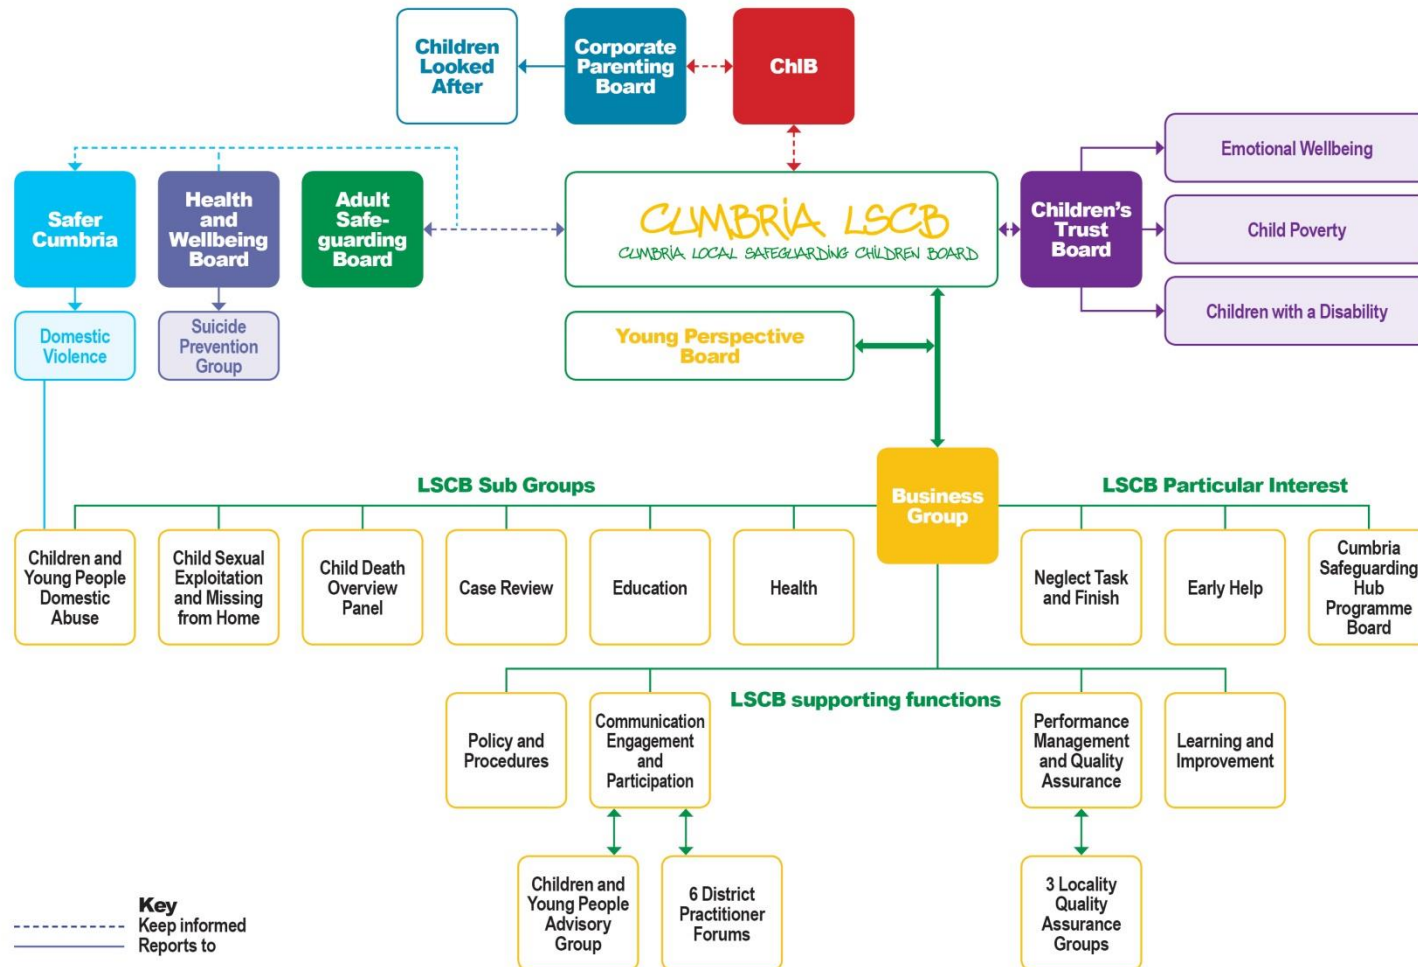 Children
Looked
After
Corporate
Parenting
Board
ChIB
Safer
Cumbria
Health
and
Wellbeing
Board
Adult
Safe-
guarding
Board
CUMBRIA LSCB
CUMBRIA LOCAL SAFEGUARDING CHILDREN BOARD
Children's
Trust
Board
Emotional Wellbeing
Child Poverty
Children with a Disability
Domestic
Violence
Suicide
Prevention
Group
Young Perspective
Board
LSCB Sub Groups
Business
Group
LSCB Particular Interest
Children and
Young People
Domestic
Abuse
Child Sexual
Exploitation
and Missing
from Home
Child Death
Overview
Panel
Case Review
Education
Health
Neglect Task
and Finish
Early Help
Cumbria
Safeguarding
Hub
Programme
Board
LSCB supporting functions
Policy and
Procedures
Communication
Engagement
and
Participation
Performance
Management
and Quality
Assurance
Learning and
Improvement
Children and
Young People
Advisory
Group
6 District
Practitioner
Forums
3 Locality
Quality
Assurance
Groups
Key
Keep informed
Reports to